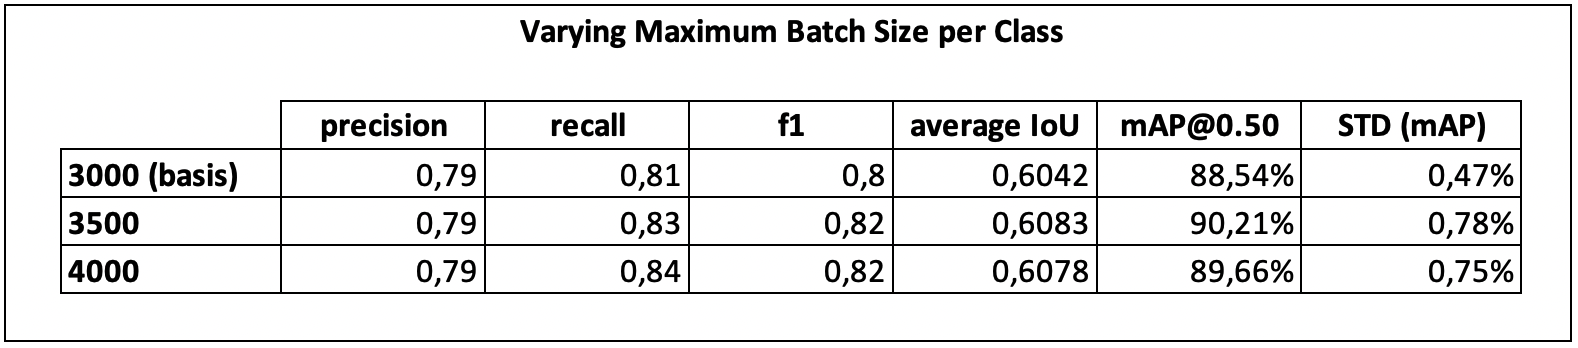 Varying Maximum Batch Size per Class
precision recall f1 average IoU mAP@0.50 STD (mAP)
3000 (basis) 0,79 0,81 0,8 0,6042 88,54% 0,47%
3500 0,79 0,83 0,82 0,6083 90,21% 0,78%
4000 0,79 0,84 0,82 0,6078 89,66% 0,75%